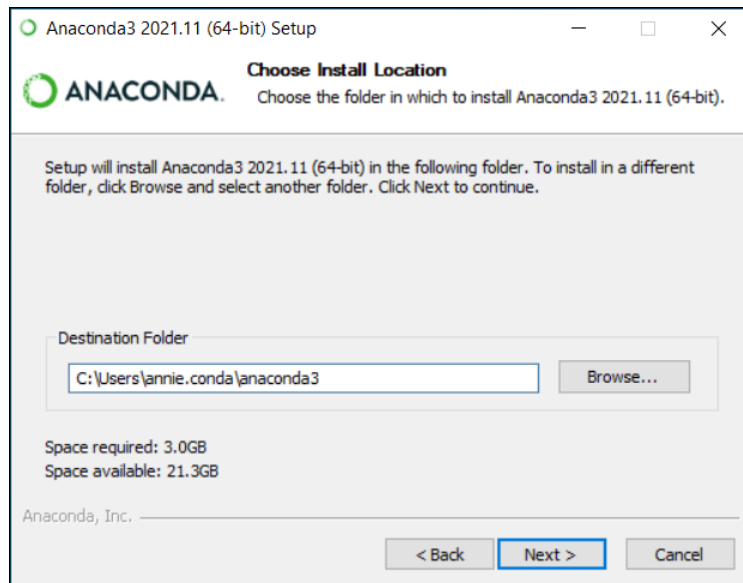 Anaconda3 2021.11 (64-bit) Setup
ANACONDA.
Choose Install Location
Choose the folder in which to install Anaconda3 2021.11 (64-bit).
Setup will install Anaconda3 2021.11 (64-bit) in the following folder. To install in a different
folder, click Browse and select another folder. Click Next to continue.
Destination Folder
C:\Users\annie.conda\anaconda3
Browse...
Space required: 3.0GB
Space available: 21.3GB
Anaconda, Inc.
< Back
Next >
Cancel